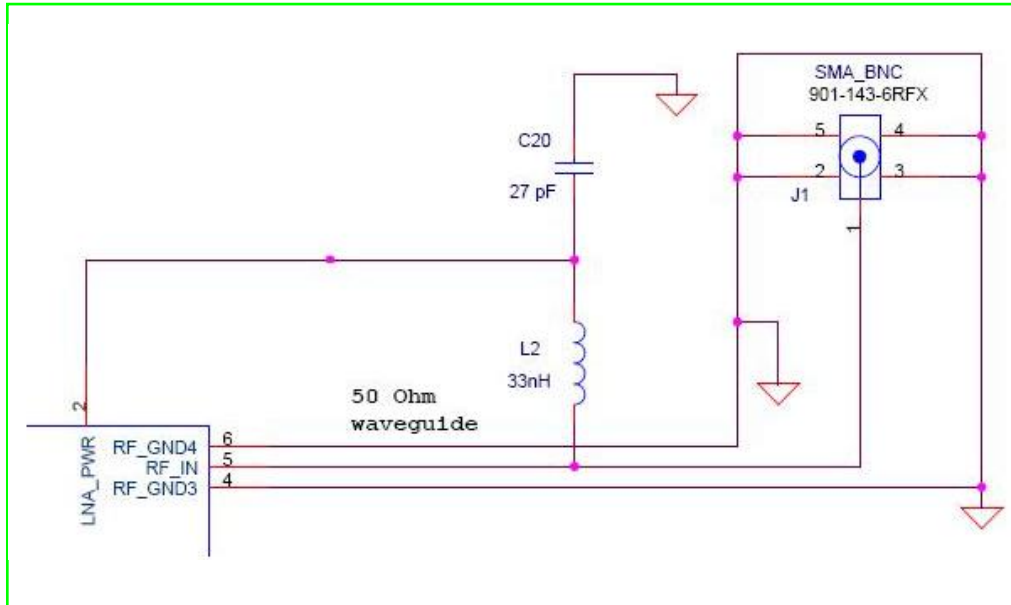 SMA_BNC
901-143-6RFX
5
4
C20
27 pF
2
3
J1
1
L2
33nH
50 Ohm
waveguide
2
LNA_PWR
RF_GND4
6
RF_IN
5
RF_GND3
4